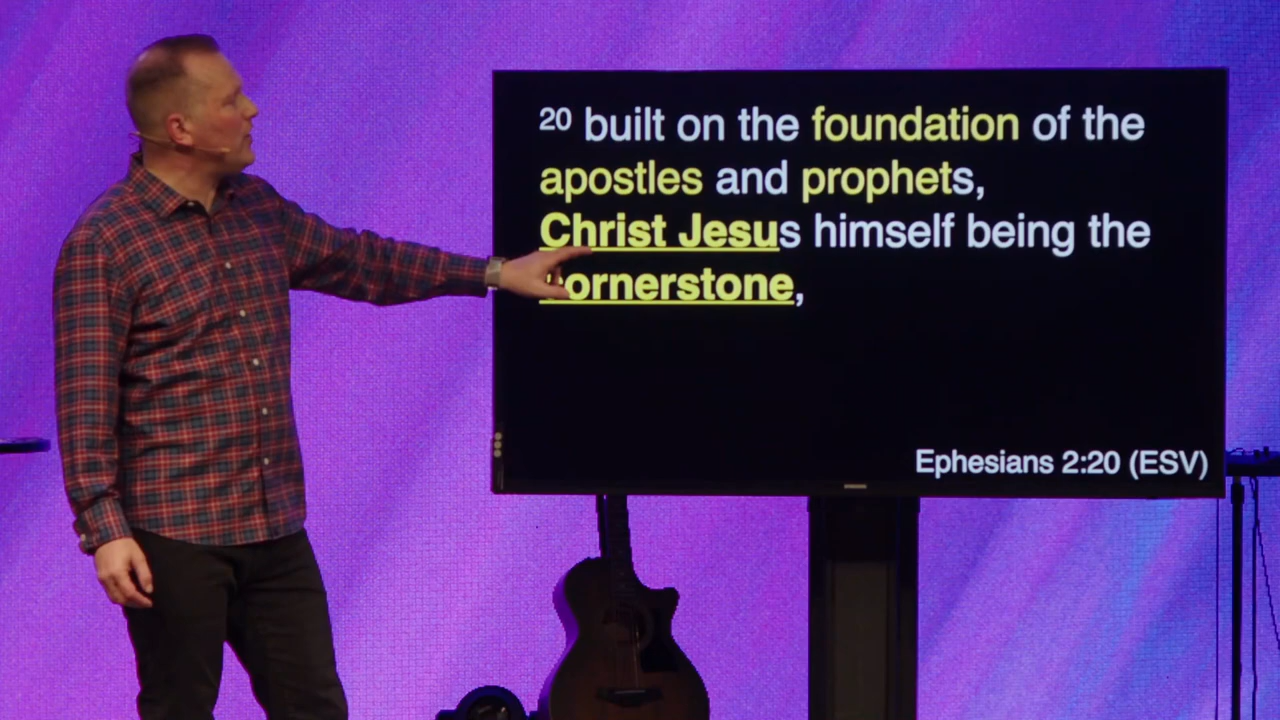 20 built on the foundation of the
apostles and prophets,
Christ Jesus himself being the
cornerstone,
Ephesians 2:20 (ESV)